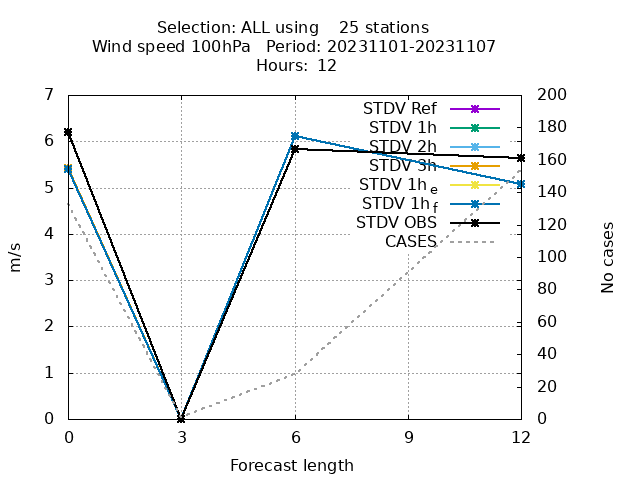 Selection: ALL using    25 stations
Wind speed 100hPa   Period: 20231101-20231107
Hours: 12
STDV Ref
STDV 1h
STDV 2h
STDV 3h
STDV 1h e
STDV 1h f
STDV OBS
CASES
7
6
5
4
3
2
1
0
m/s
200
180
160
140
120
100
80
60
40
20
0
No cases
0 3 6 9 12
Forecast length